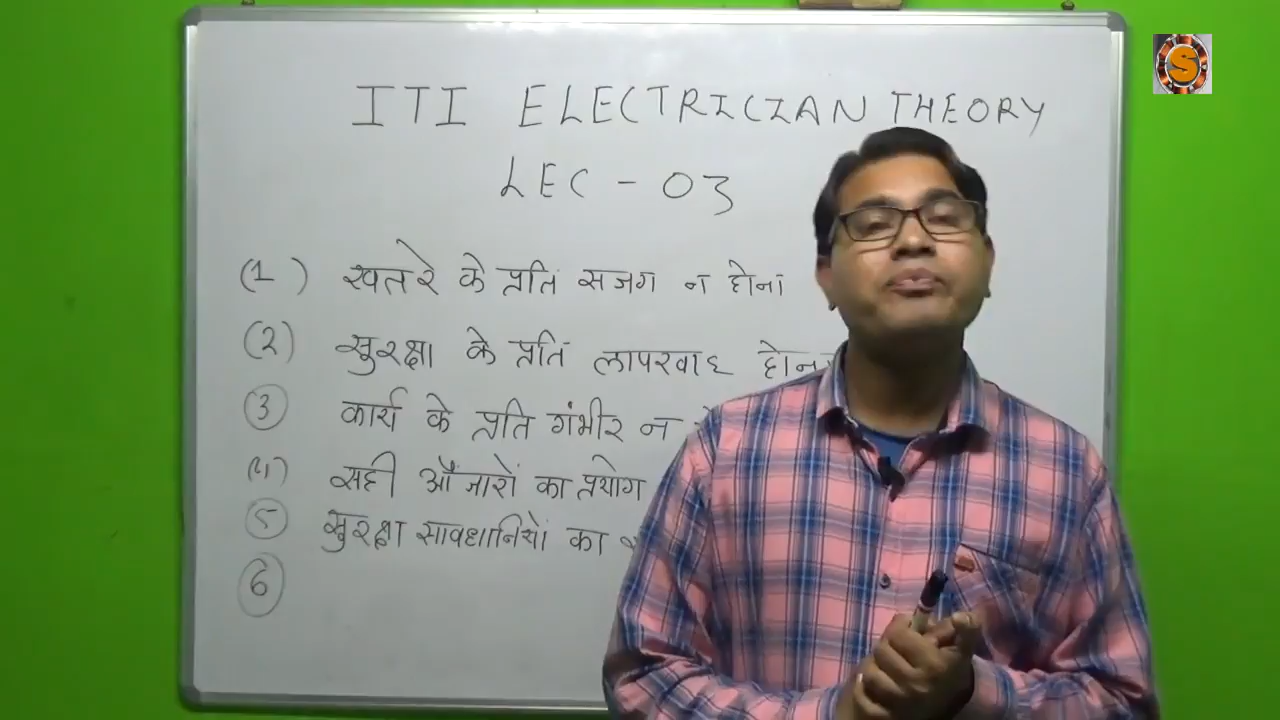 ITI ELECTRICIAN THEORY
LEC - 03
(1) खतरे के प्रति सजग न होना
(2) सुरक्षा के प्रति लापरवाह होना
(3) कार्य के प्रति गंभीर न
(4) सही औंजारों का प्रयोग
(5) सुरक्षा सावधानियों का
(6)
S